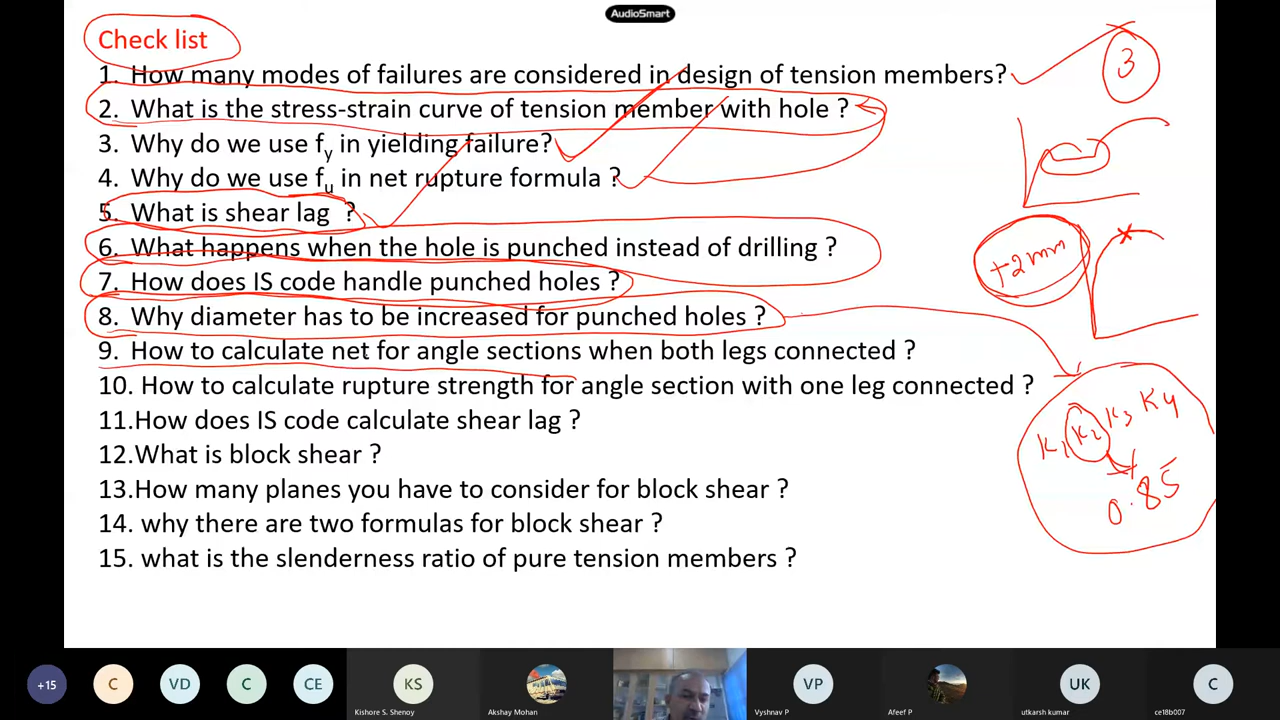 AudioSmart
Check list
1. How many modes of failures are considered in design of tension members?
3
2. What is the stress-strain curve of tension member with hole ?
3. Why do we use fy in yielding failure?
4. Why do we use fu in net rupture formula ?
5. What is shear lag ?
6. What happens when the hole is punched instead of drilling ?
+2mm
7. How does IS code handle punched holes ?
8. Why diameter has to be increased for punched holes ?
9. How to calculate net for angle sections when both legs connected ?
10. How to calculate rupture strength for angle section with one leg connected ?
K1 K2 K3 K4
11.How does IS code calculate shear lag ?
12.What is block shear ?
13.How many planes you have to consider for block shear ?
0.85
14. why there are two formulas for block shear ?
15. what is the slenderness ratio of pure tension members ?
+15
C
VD
C
CE
KS
VP
UK
C
Kishore S. Shenoy
Akshay Mohan
Vyshnav P
Afeef P
utkarsh kumar
ce18b007